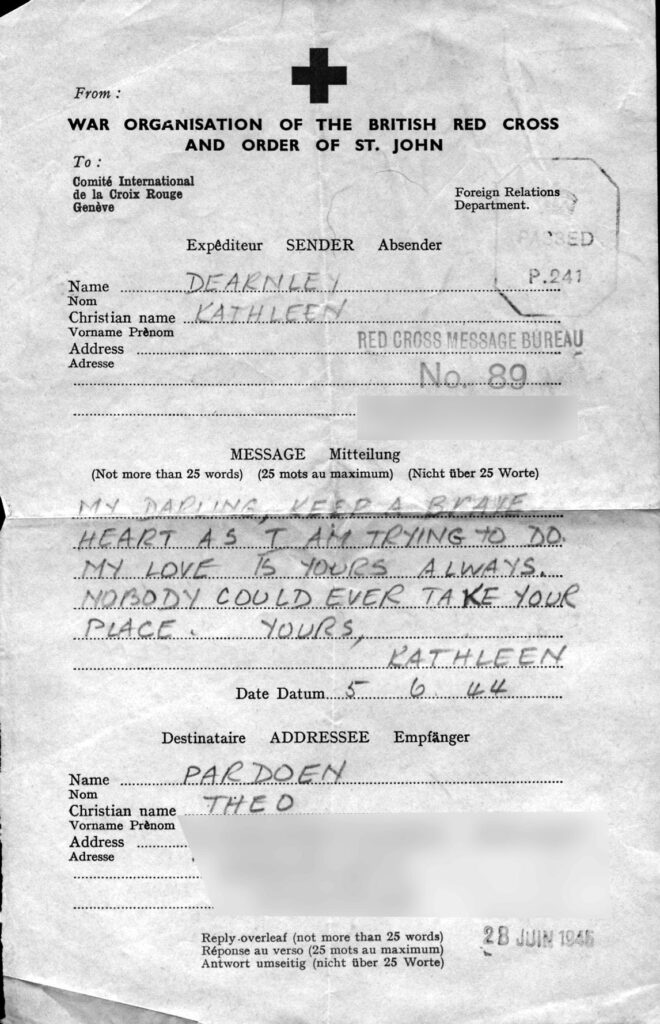 From :
WAR ORGANISATION OF THE BRITISH RED CROSS
AND ORDER OF ST. JOHN
To :
Comité International
de la Croix Rouge
Genève
Foreign Relations
Department.
PASSED
P.241
Expéditeur SENDER Absender
Name DEARNLEY
Nom
Christian name KATHLEEN
Vorname Prènom
Address
Adresse
RED CROSS MESSAGE BUREAU
No. 89
MESSAGE Mitteilung
(Not more than 25 words) (25 mots au maximum) (Nicht über 25 Worte)
MY DARLING, KEEP A BRAVE
HEART AS I AM TRYING TO DO.
MY LOVE IS YOURS ALWAYS.
NOBODY COULD EVER TAKE YOUR
PLACE. YOURS,
KATHLEEN
Date Datum 5 6 44
Destinataire ADDRESSEE Empfänger
Name PARDOEN
Nom
Christian name THEO
Vorname Prènom
Address
Adresse
Reply overleaf (not more than 25 words)
Réponse au verso (25 mots au maximum)
Antwort umseitig (nicht über 25 Worte)
28 JUIN 1945